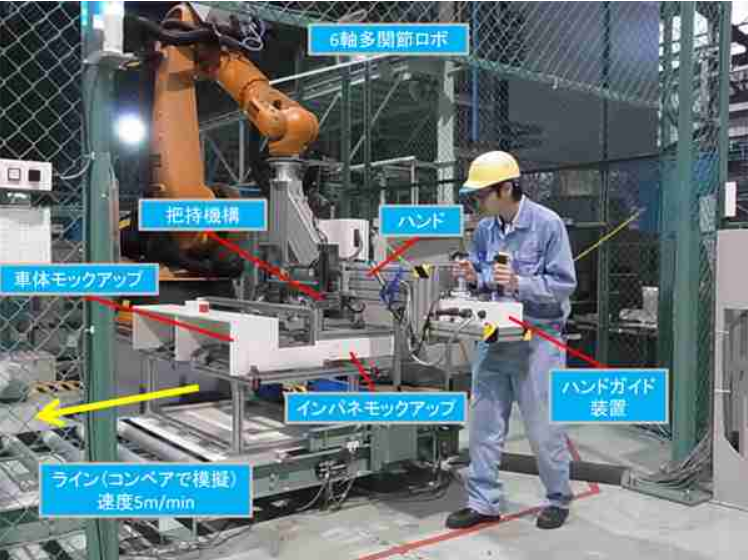 6軸多関節ロボ
把持機構
ハンド
車体モックアップ
インパネモックアップ
ハンドガイド
装置
ライン(コンベアで模擬)
速度5m/min